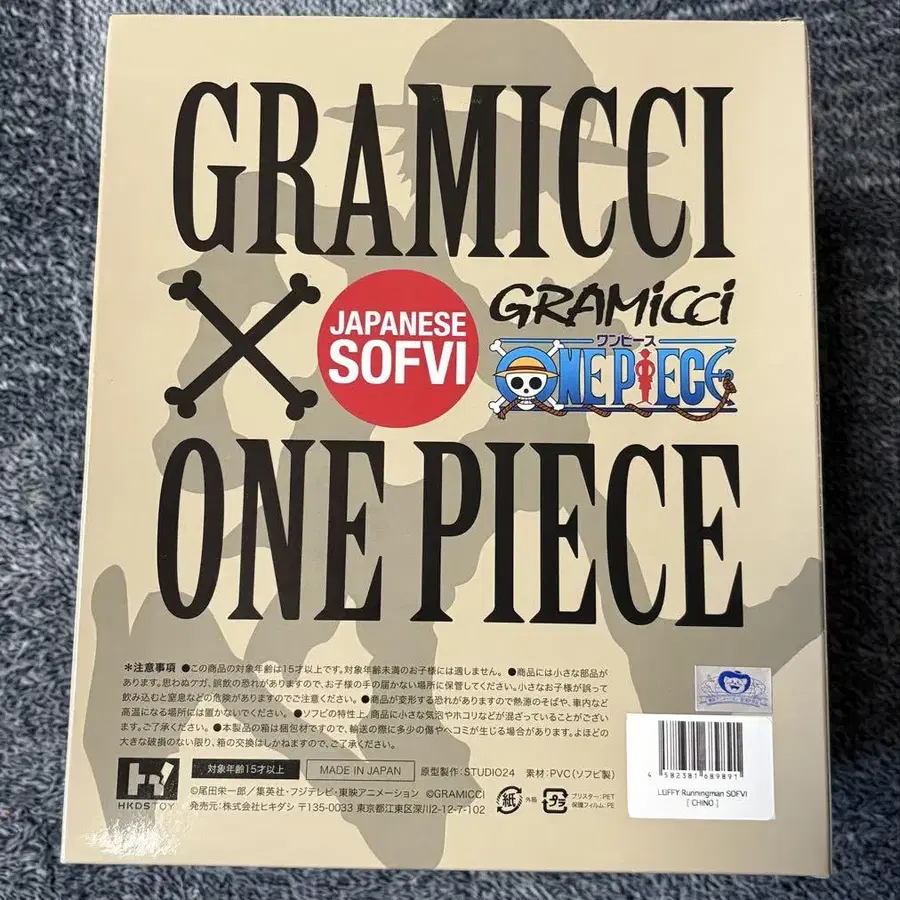 GRAMICCI
JAPANESE
SOFVI
GRAMiCCi
ワンピース
ONE PIECE
ONE PIECE
＊注意事項 ●この商品の対象年齢は15才以上です。対象年齢未満のお子様には適しません。 ●商品には小さな部品が
あります。思わぬケガ、誤飲の恐れがありますので、お子様の手の届かない場所に保管してください。小さなお子様が誤って
飲み込むと窒息などの危険がありますのでご注意ください。 ●商品が変形する恐れがありますので熱源のそばや、車内など
高温になる場所には置かないでください。 ●ソフビの特性上、商品に小さな気泡やホコリなどが混ざっていることがござい
ます。ご了承ください。 ●本製品の箱は梱包材ですので、輸送の際に多少の傷やヘコミが生じる場合があります。よほどの
大きな破損のない限り、箱の交換はしかねますので、ご了承ください。
HKDSTOY
対象年齢15才以上
MADE IN JAPAN
原型製作：STUDIO24 素材：PVC（ソフビ製）
©尾田栄一郎／集英社・フジテレビ・東映アニメーション ©GRAMICCI
発売元：株式会社ヒキダシ 〒135-0033 東京都江東区深川2-12-7-102
紙
外箱
プラ
ブリスター：PET
保護フィルム：PE
4 582381 689891
LUFFY Runningman SOFVI
[ CHINO ]